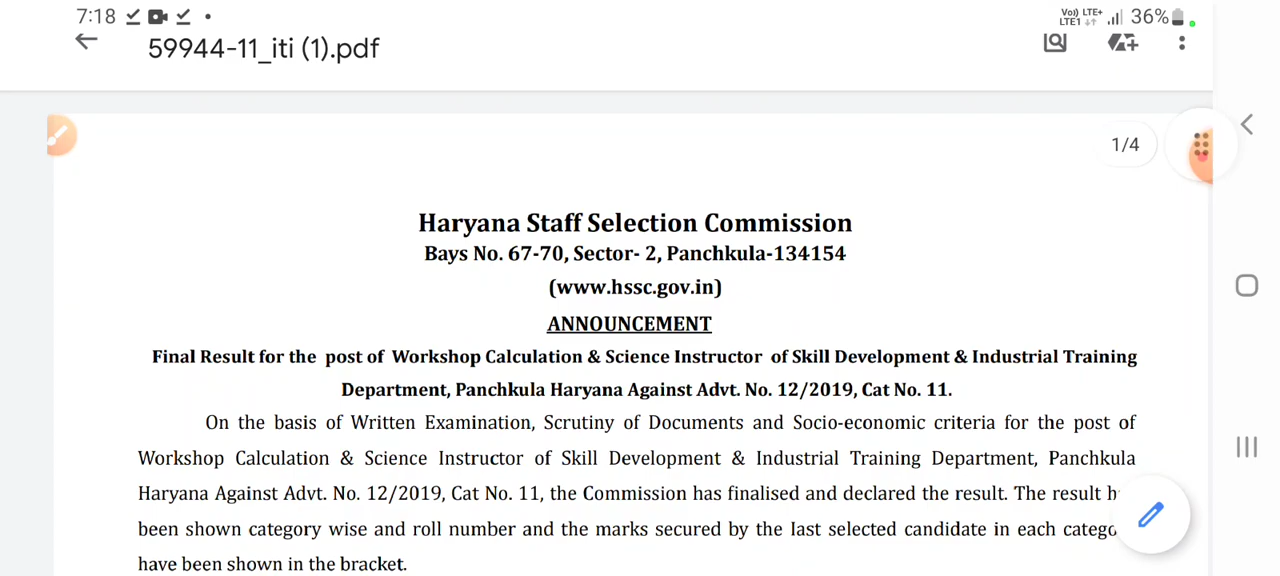 7:18
Vo)) LTE+
LTE1
36%
59944-11_iti (1).pdf
1/4
Haryana Staff Selection Commission
Bays No. 67-70, Sector- 2, Panchkula-134154
(www.hssc.gov.in)
ANNOUNCEMENT
Final Result for the post of Workshop Calculation & Science Instructor of Skill Development & Industrial Training
Department, Panchkula Haryana Against Advt. No. 12/2019, Cat No. 11.
On the basis of Written Examination, Scrutiny of Documents and Socio-economic criteria for the post of
Workshop Calculation & Science Instructor of Skill Development & Industrial Training Department, Panchkula
Haryana Against Advt. No. 12/2019, Cat No. 11, the Commission has finalised and declared the result. The result
been shown category wise and roll number and the marks secured by the last selected candidate in each
have been shown in the bracket.